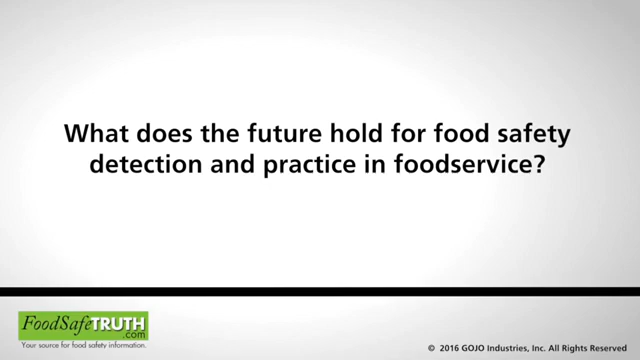 What does the future hold for food safety
detection and practice in foodservice?
FoodSafeTRUTH
.com
Your source for food safety information.
© 2016 GOJO Industries, Inc. All Rights Reserved